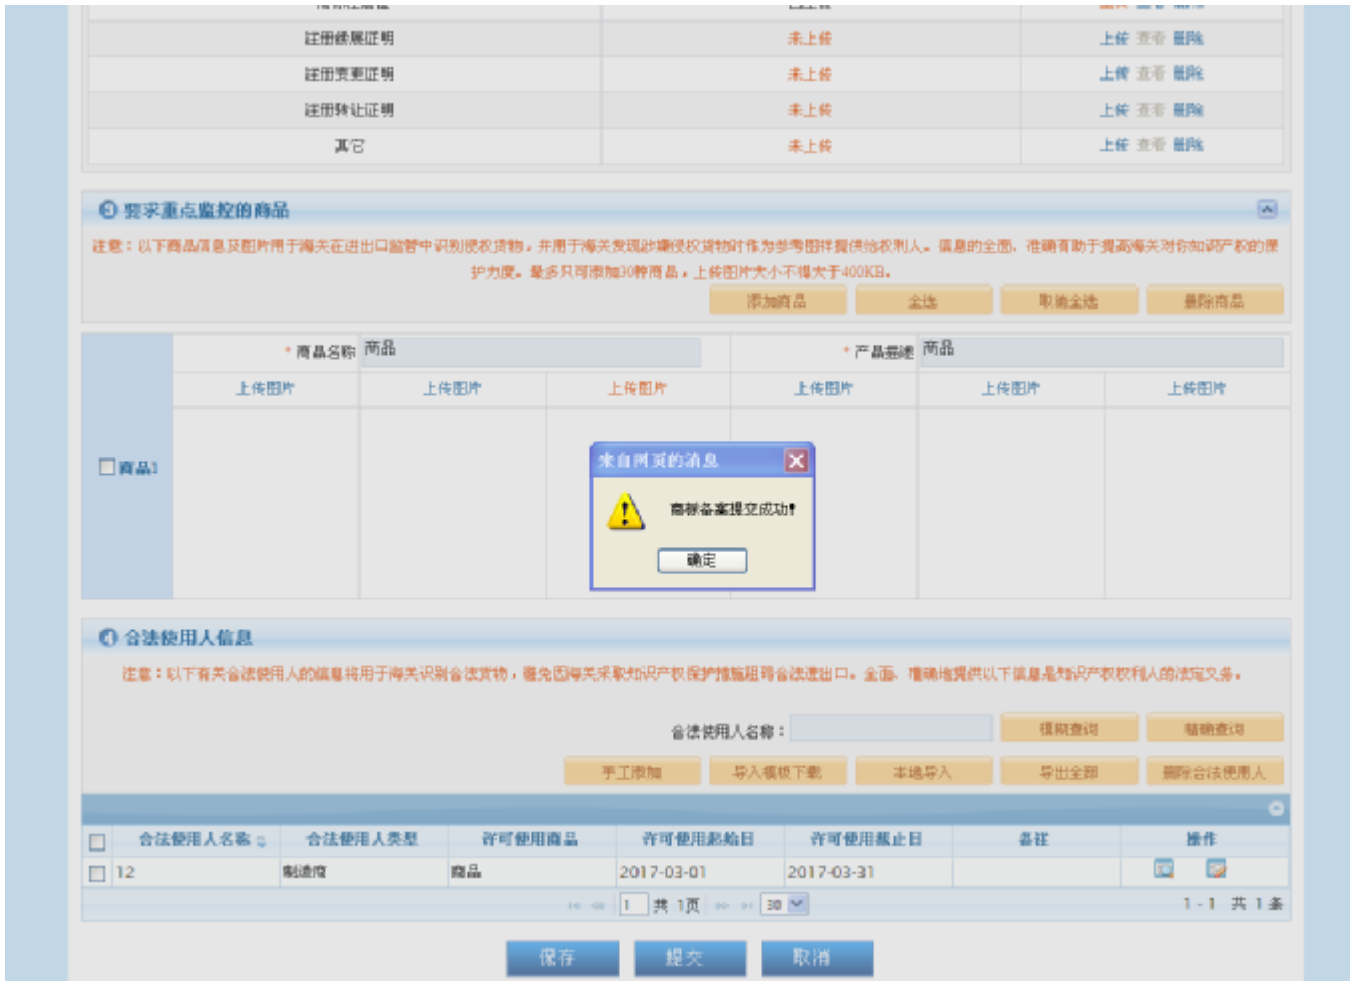 注册续展证明 未上传 上传 查看 删除
注册变更证明 未上传 上传 查看 删除
注册转让证明 未上传 上传 查看 删除
其它 未上传 上传 查看 删除
3 要求重点监控的商品
注意：以下商品信息及图片用于海关在进出口监管中识别侵权货物，并用于海关发现涉嫌侵权货物时作为参考图样提供给权利人。信息的全面、准确有助于提高海关对你知识产权的保
护力度。最多只可添加30种商品，上传图片大小不得大于400KB。
添加商品 全选 取消全选 删除商品
* 商品名称 商品 * 产品描述 商品
上传图片 上传图片 上传图片 上传图片 上传图片 上传图片
商品1
来自网页的消息
商标备案提交成功!
确定
4 合法使用人信息
注意：以下有关合法使用人的信息将用于海关识别合法货物，避免因海关采取知识产权保护措施阻碍合法进出口。全面、准确地提供以下信息是知识产权权利人的法定义务。
合法使用人名称： 模糊查询 精确查询
手工添加 导入模板下载 本地导入 导出全部 删除合法使用人
合法使用人名称 合法使用人类型 许可使用商品 许可使用起始日 许可使用截止日 备注 操作
12 制造商 商品 2017-03-01 2017-03-31
1 共 1页 30 1 - 1 共 1 条
保存 提交 取消